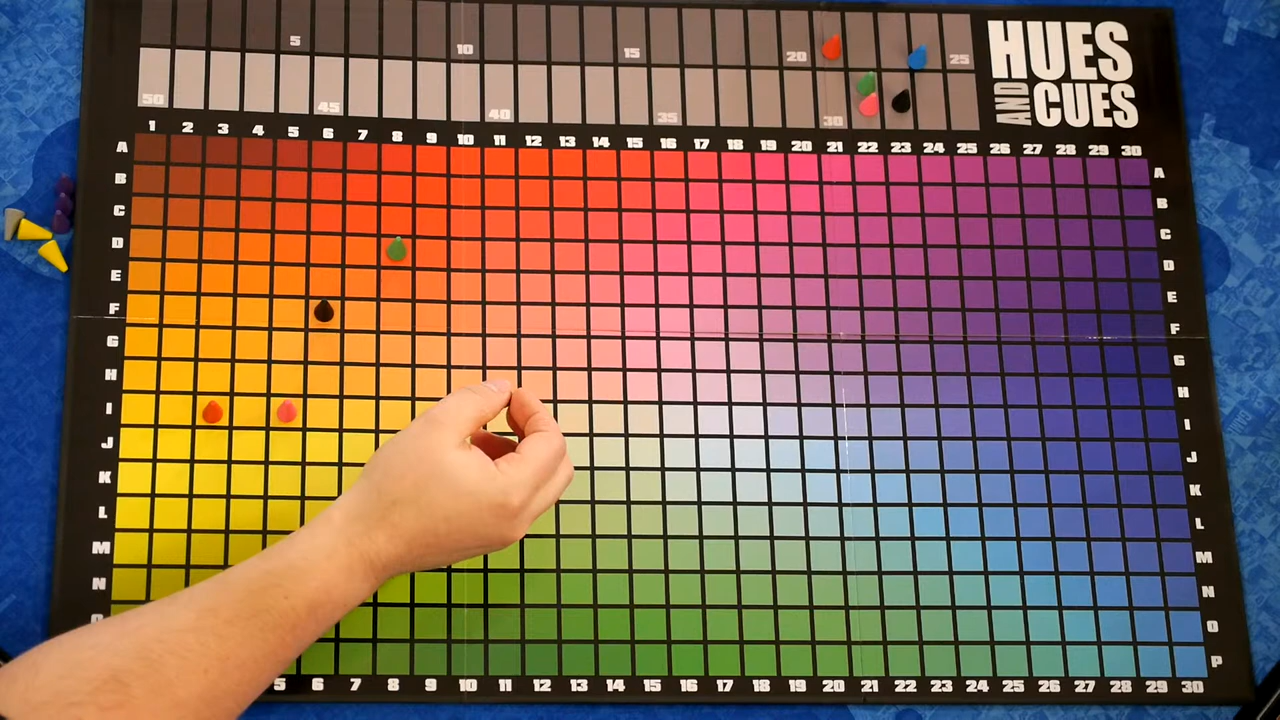 5 10 15 20 25
HUES
AND
CUES
50 45 40 35 30
1 2 3 4 5 6 7 8 9 10 11 12 13 14 15 16 17 18 19 20 21 22 23 24 25 26 27 28 29 30
A A
B B
C C
D D
E E
F F
G G
H H
I I
J J
K K
L L
M M
N N
O O
P
5 6 7 8 9 10 11 12 13 14 15 16 17 18 19 20 21 22 23 24 25 26 27 28 29 30